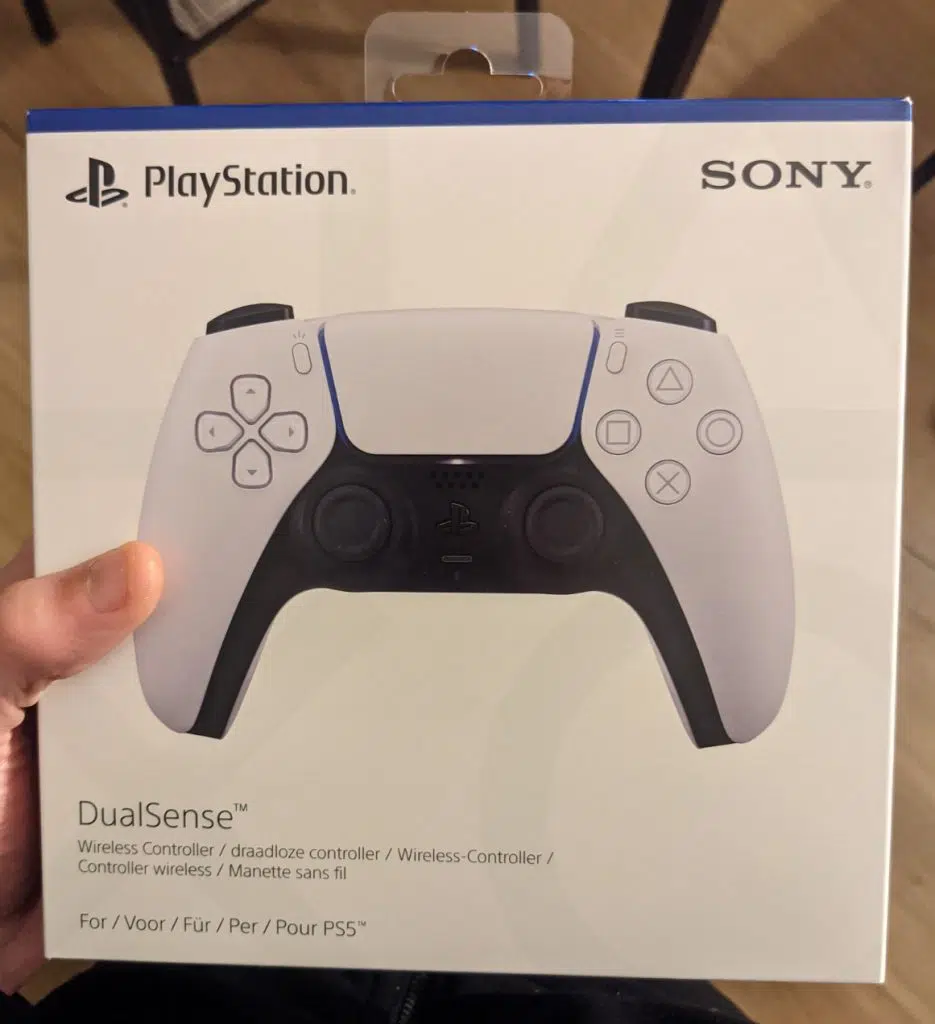 PlayStation®
SONY®
DualSense™
Wireless Controller / draadloze controller / Wireless-Controller /
Controller wireless / Manette sans fil
For / Voor / Für / Per / Pour PS5™